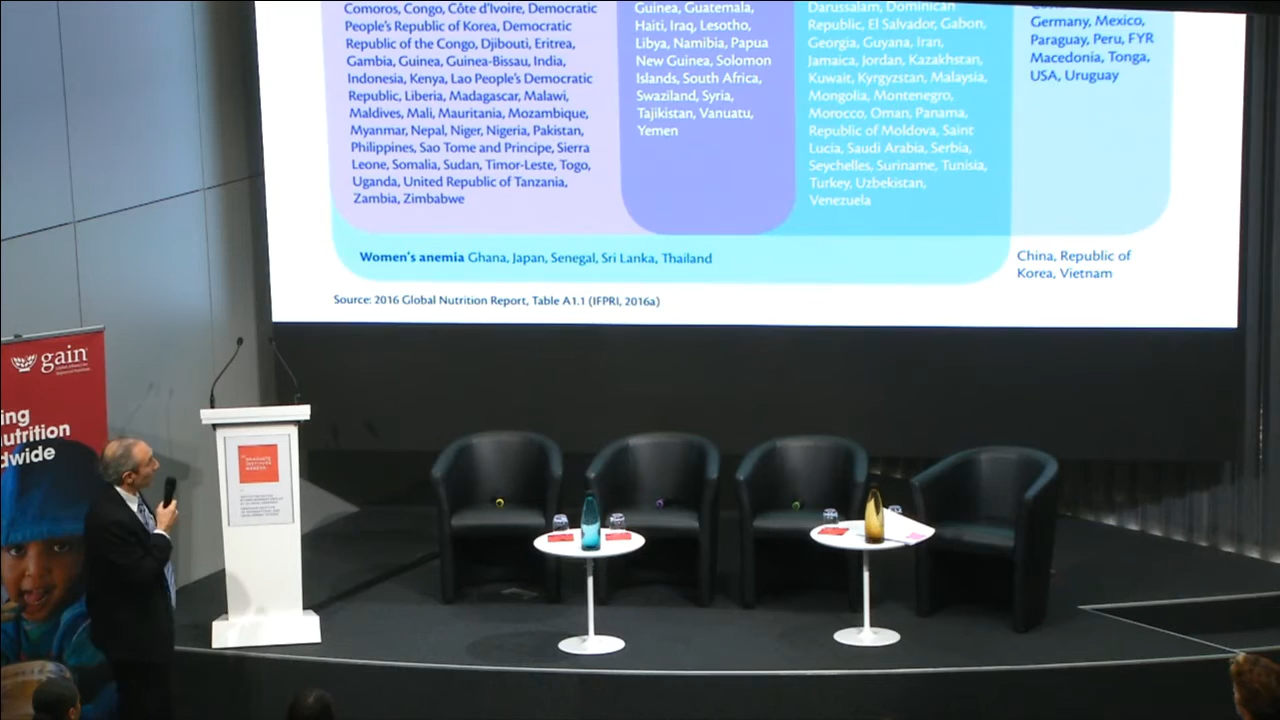 Comoros, Congo, Côte d'Ivoire, Democratic
People's Republic of Korea, Democratic
Republic of the Congo, Djibouti, Eritrea,
Gambia, Guinea, Guinea-Bissau, India,
Indonesia, Kenya, Lao People's Democratic
Republic, Liberia, Madagascar, Malawi,
Maldives, Mali, Mauritania, Mozambique,
Myanmar, Nepal, Niger, Nigeria, Pakistan,
Philippines, Sao Tome and Principe, Sierra
Leone, Somalia, Sudan, Timor-Leste, Togo,
Uganda, United Republic of Tanzania,
Zambia, Zimbabwe
Guinea, Guatemala,
Haiti, Iraq, Lesotho,
Libya, Namibia, Papua
New Guinea, Solomon
Islands, South Africa,
Swaziland, Syria,
Tajikistan, Vanuatu,
Yemen
Darussalam, Dominican
Republic, El Salvador, Gabon,
Georgia, Guyana, Iran,
Jamaica, Jordan, Kazakhstan,
Kuwait, Kyrgyzstan, Malaysia,
Mongolia, Montenegro,
Morocco, Oman, Panama,
Republic of Moldova, Saint
Lucia, Saudi Arabia, Serbia,
Seychelles, Suriname, Tunisia,
Turkey, Uzbekistan,
Venezuela
Germany, Mexico,
Paraguay, Peru, FYR
Macedonia, Tonga,
USA, Uruguay
Women's anemia Ghana, Japan, Senegal, Sri Lanka, Thailand
China, Republic of
Korea, Vietnam
Source: 2016 Global Nutrition Report, Table A1.1 (IFPRI, 2016a)
gain
ing
utrition
dwide
GRADUATE
INSTITUTE
GENEVA